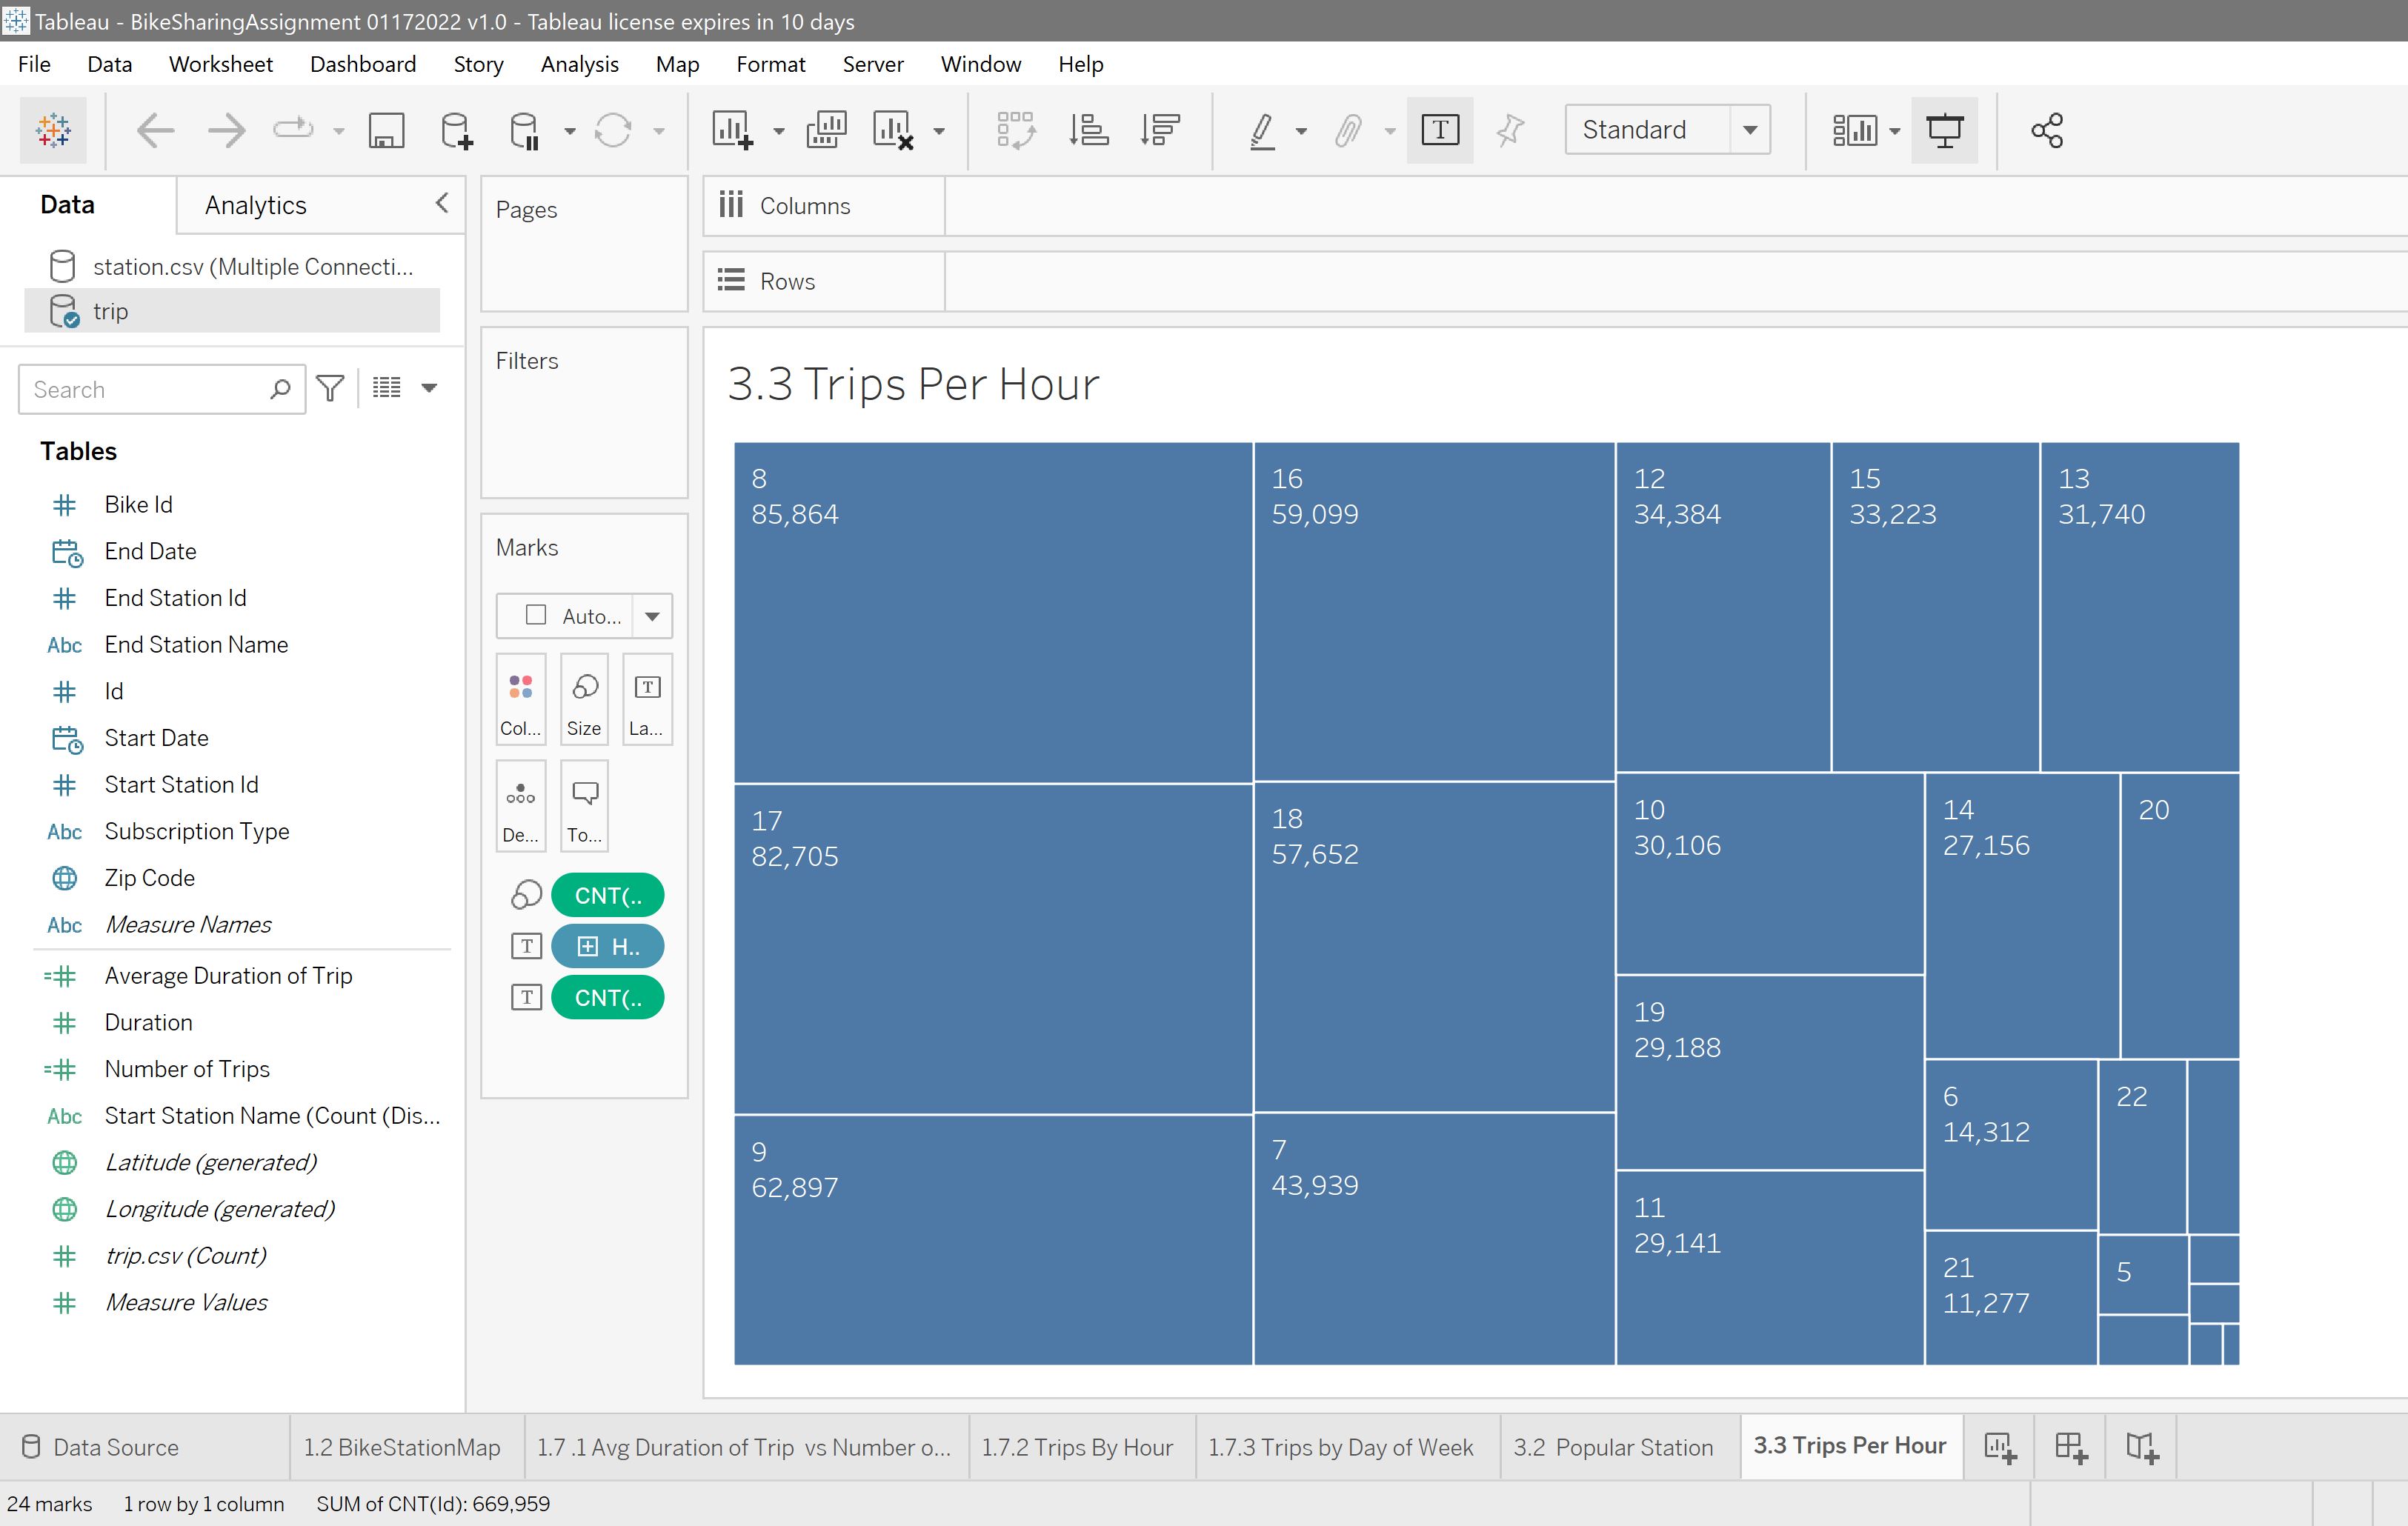 Tableau - BikeSharingAssignment 01172022 v1.0 - Tableau license expires in 10 days
File Data Worksheet Dashboard Story Analysis Map Format Server Window Help
Standard
Data Analytics
station.csv (Multiple Connecti...
trip
Search
Tables
Bike Id
End Date
End Station Id
Abc End Station Name
Id
Start Date
Start Station Id
Abc Subscription Type
Zip Code
Abc Measure Names
Average Duration of Trip
Duration
Number of Trips
Abc Start Station Name (Count (Dis...
Latitude (generated)
Longitude (generated)
trip.csv (Count)
Measure Values
Pages
Filters
Marks
Auto...
Col... Size La...
De... To...
CNT(..
H..
CNT(..
Columns
Rows
3.3 Trips Per Hour
8
85,864
17
82,705
9
62,897
16
59,099
18
57,652
7
43,939
12
34,384
15
33,223
13
31,740
10
30,106
19
29,188
11
29,141
14
27,156
20
6
14,312
22
21
11,277
5
Data Source 1.2 BikeStationMap 1.7 .1 Avg Duration of Trip vs Number o... 1.7.2 Trips By Hour 1.7.3 Trips by Day of Week 3.2 Popular Station 3.3 Trips Per Hour
24 marks 1 row by 1 column SUM of CNT(Id): 669,959